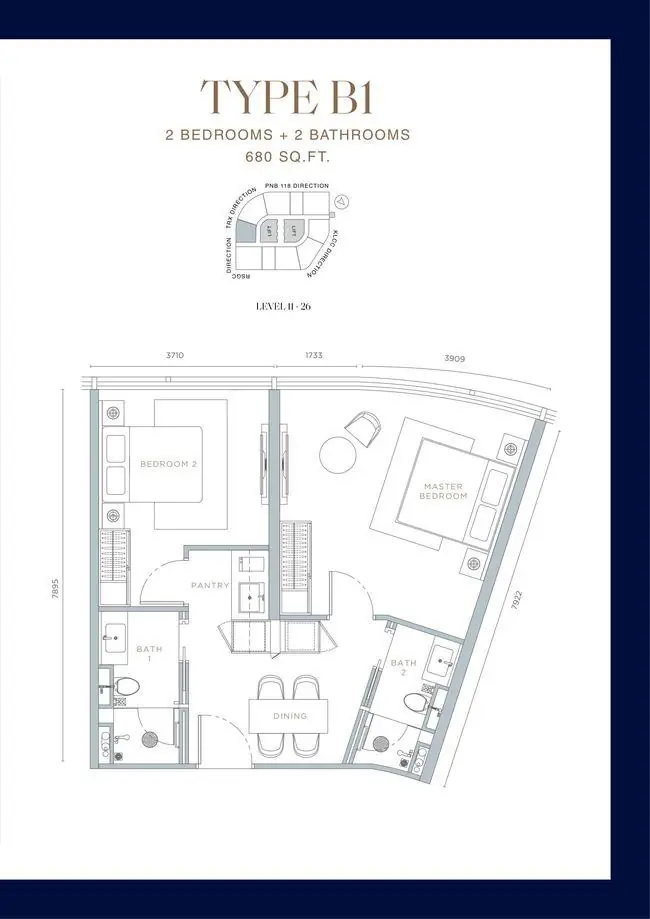 TYPE B1
2 BEDROOMS + 2 BATHROOMS
680 SQ.FT.
PNB 118 DIRECTION
TRX DIRECTION
LIFT
LIFT
KLCC DIRECTION
RSGC DIRECTION
LEVEL 11 - 26
3710
1733
3909
BEDROOM 2
MASTER
BEDROOM
PANTRY
7895
7922
BATH
1
BATH
2
DINING